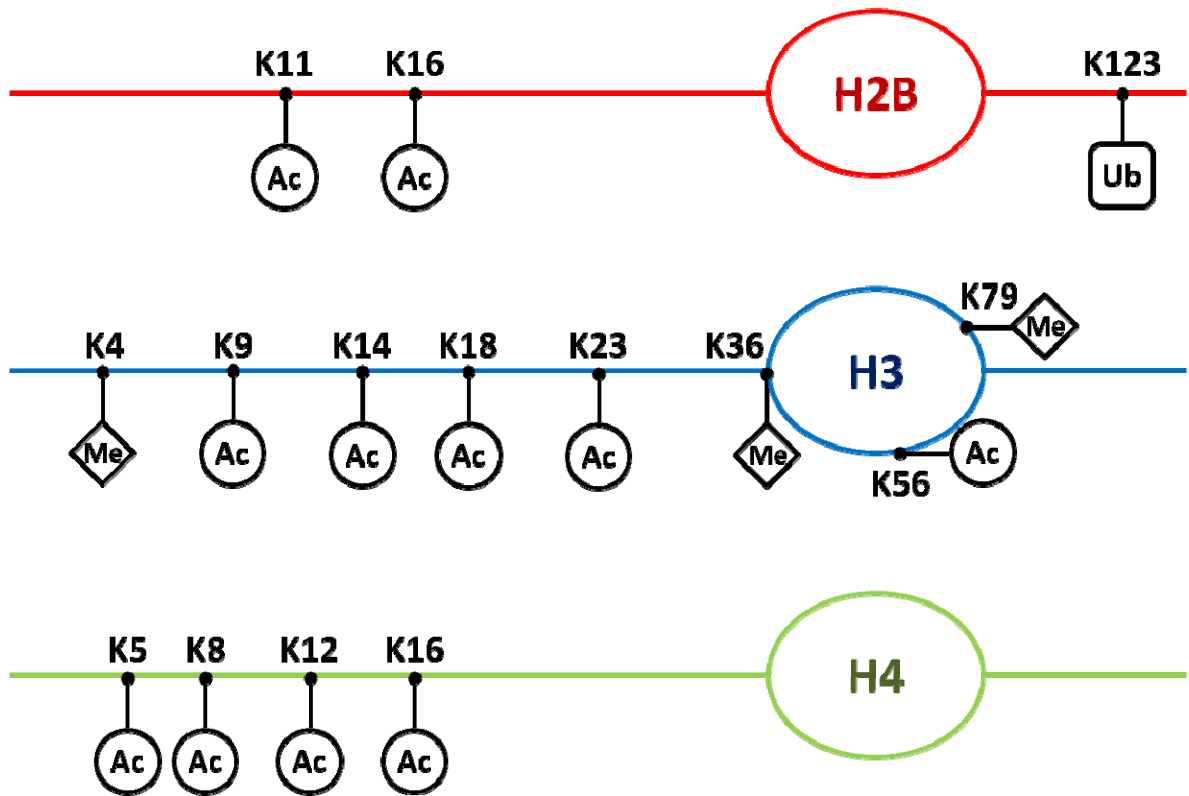 K11 K16 K123
H2B
Ac Ac Ub
K79
Me
K4 K9 K14 K18 K23 K36
H3
Me Ac Ac Ac Ac Me Ac
K56
K5 K8 K12 K16
H4
Ac Ac Ac Ac